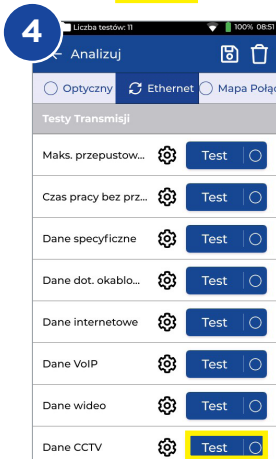 4
Liczba testów: 11 100% 08:51
← Analizuj
Optyczny Ethernet Mapa Połąc
Testy Transmisji
Maks. przepustow... Test
Czas pracy bez prz... Test
Dane specyficzne Test
Dane dot. okablo... Test
Dane internetowe Test
Dane VoIP Test
Dane wideo Test
Dane CCTV Test